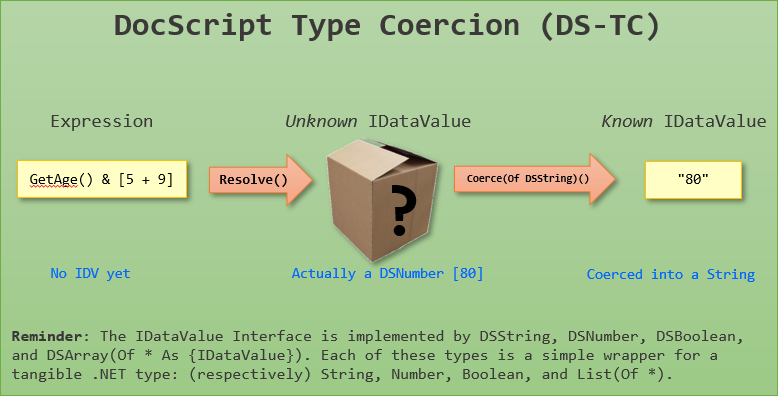 DocScript Type Coercion (DS-TC)
Expression
Unknown IDataValue
Known IDataValue
GetAge() & [5 + 9]
Resolve()
?
Coerce(Of DSString)()
"80"
No IDV yet
Actually a DSNumber [80]
Coerced into a String
Reminder: The IDataValue Interface is implemented by DSString, DSNumber, DSBoolean,
and DSArray(Of * As {IDataValue}). Each of these types is a simple wrapper for a
tangible .NET type: (respectively) String, Number, Boolean, and List(Of *).